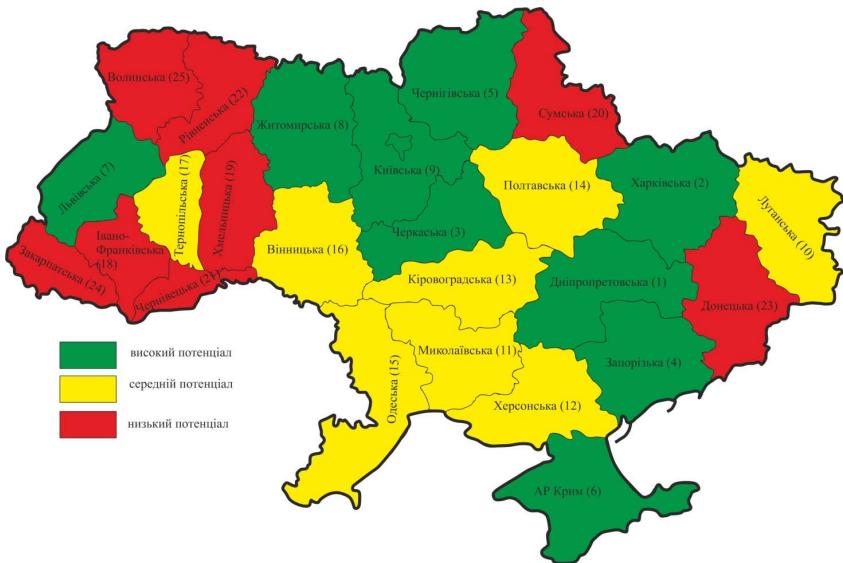 Волинська (25)
Рівненська (22)
Житомирська (8)
Чернігівська (5)
Сумська (20)
Львівська (7)
Тернопільська (17)
Хмельницька (19)
Київська (9)
Полтавська (14)
Харківська (2)
Луганська (10)
Закарпатська (24)
Івано-
Франківська
(18)
Чернівецька (21)
Вінницька (16)
Черкаська (3)
Кіровоградська (13)
Дніпропретовська (1)
Донецька (23)
Одеська (15)
Миколаївська (11)
Запорізька (4)
Херсонська (12)
АР Крим (6)
високий потенціал
середній потенціал
низький потенціал